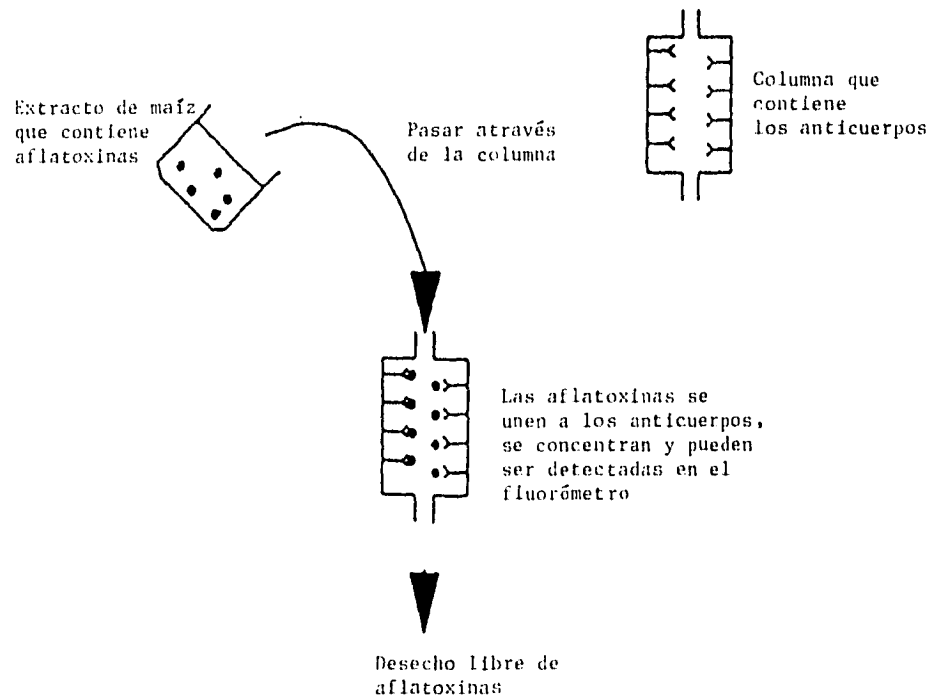 Extracto de maíz
que contiene
aflatoxinas
Pasar através
de la columna
Columna que
contiene
los anticuerpos
Las aflatoxinas se
unen a los anticuerpos,
se concentran y pueden
ser detectadas en el
fluorómetro
Desecho libre de
aflatoxinas